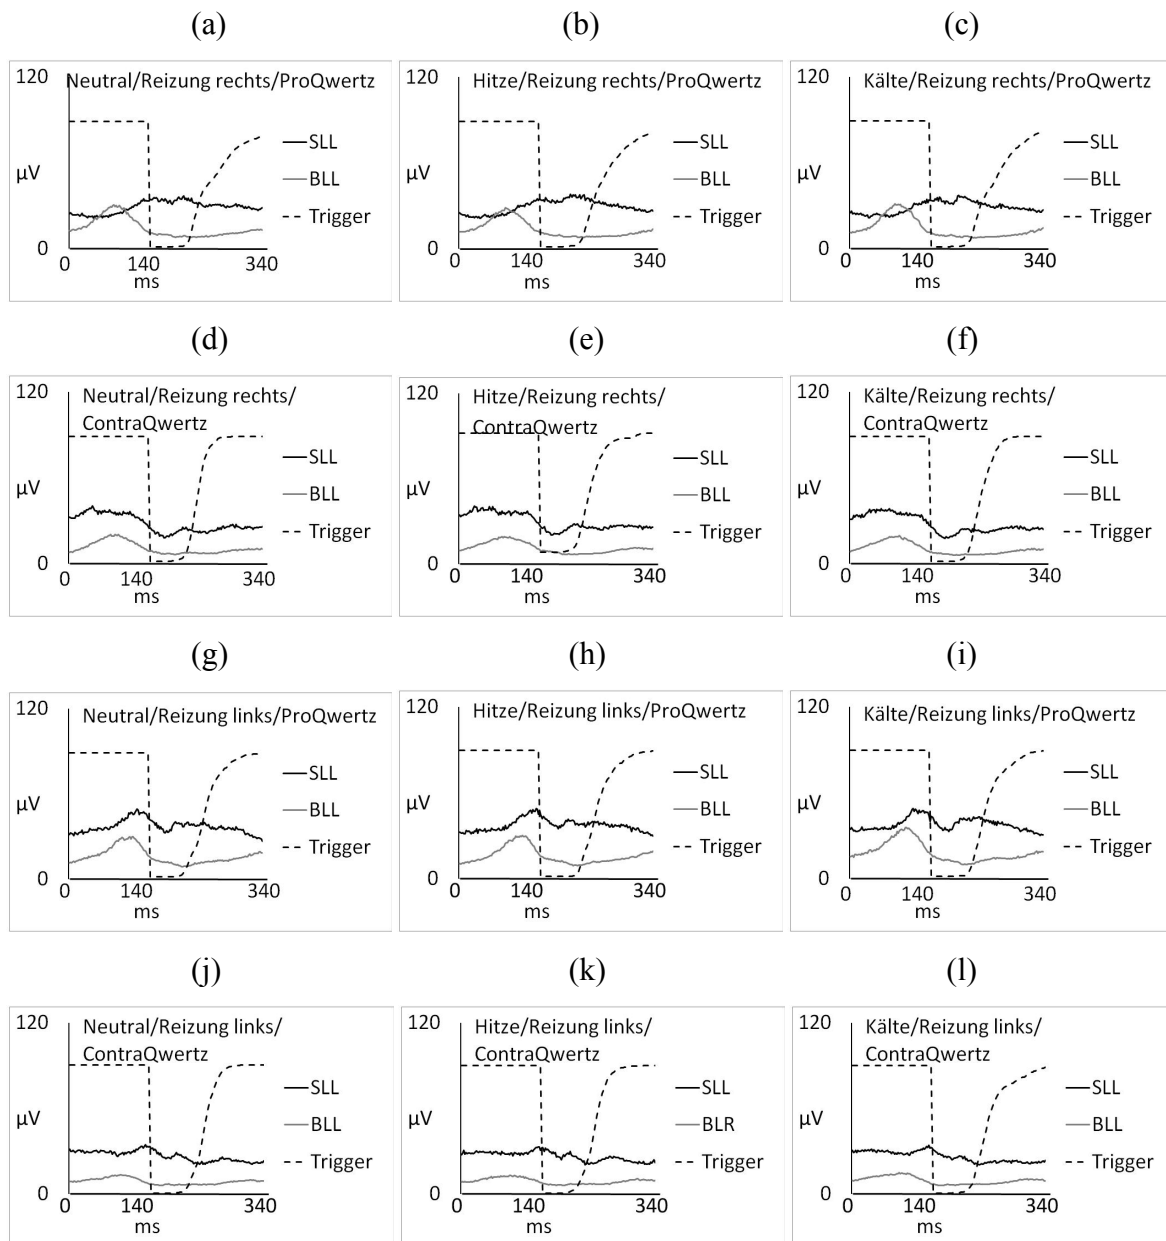 (a)
(b)
(c)
120
Neutral/Reizung rechts/ProQwertz
SLL
BLL
Trigger
µV
0
0
140
340
ms
120
Hitze/Reizung rechts/ProQwertz
SLL
BLL
Trigger
µV
0
0
140
340
ms
120
Kälte/Reizung rechts/ProQwertz
SLL
BLL
Trigger
µV
0
0
140
340
ms
(d)
(e)
(f)
120
Neutral/Reizung rechts/
ContraQwertz
SLL
BLL
Trigger
µV
0
0
140
340
ms
120
Hitze/Reizung rechts/
ContraQwertz
SLL
BLL
Trigger
µV
0
0
140
340
ms
120
Kälte/Reizung rechts/
ContraQwertz
SLL
BLL
Trigger
µV
0
0
140
340
ms
(g)
(h)
(i)
120
Neutral/Reizung links/ProQwertz
SLL
BLL
Trigger
µV
0
0
140
340
ms
120
Hitze/Reizung links/ProQwertz
SLL
BLL
Trigger
µV
0
0
140
340
ms
120
Kälte/Reizung links/ProQwertz
SLL
BLL
Trigger
µV
0
0
140
340
ms
(j)
(k)
(l)
120
Neutral/Reizung links/
ContraQwertz
SLL
BLL
Trigger
µV
0
0
140
340
ms
120
Hitze/Reizung links/
ContraQwertz
SLL
BLR
Trigger
µV
0
0
140
340
ms
120
Kälte/Reizung links/
ContraQwertz
SLL
BLL
Trigger
µV
0
0
140
340
ms